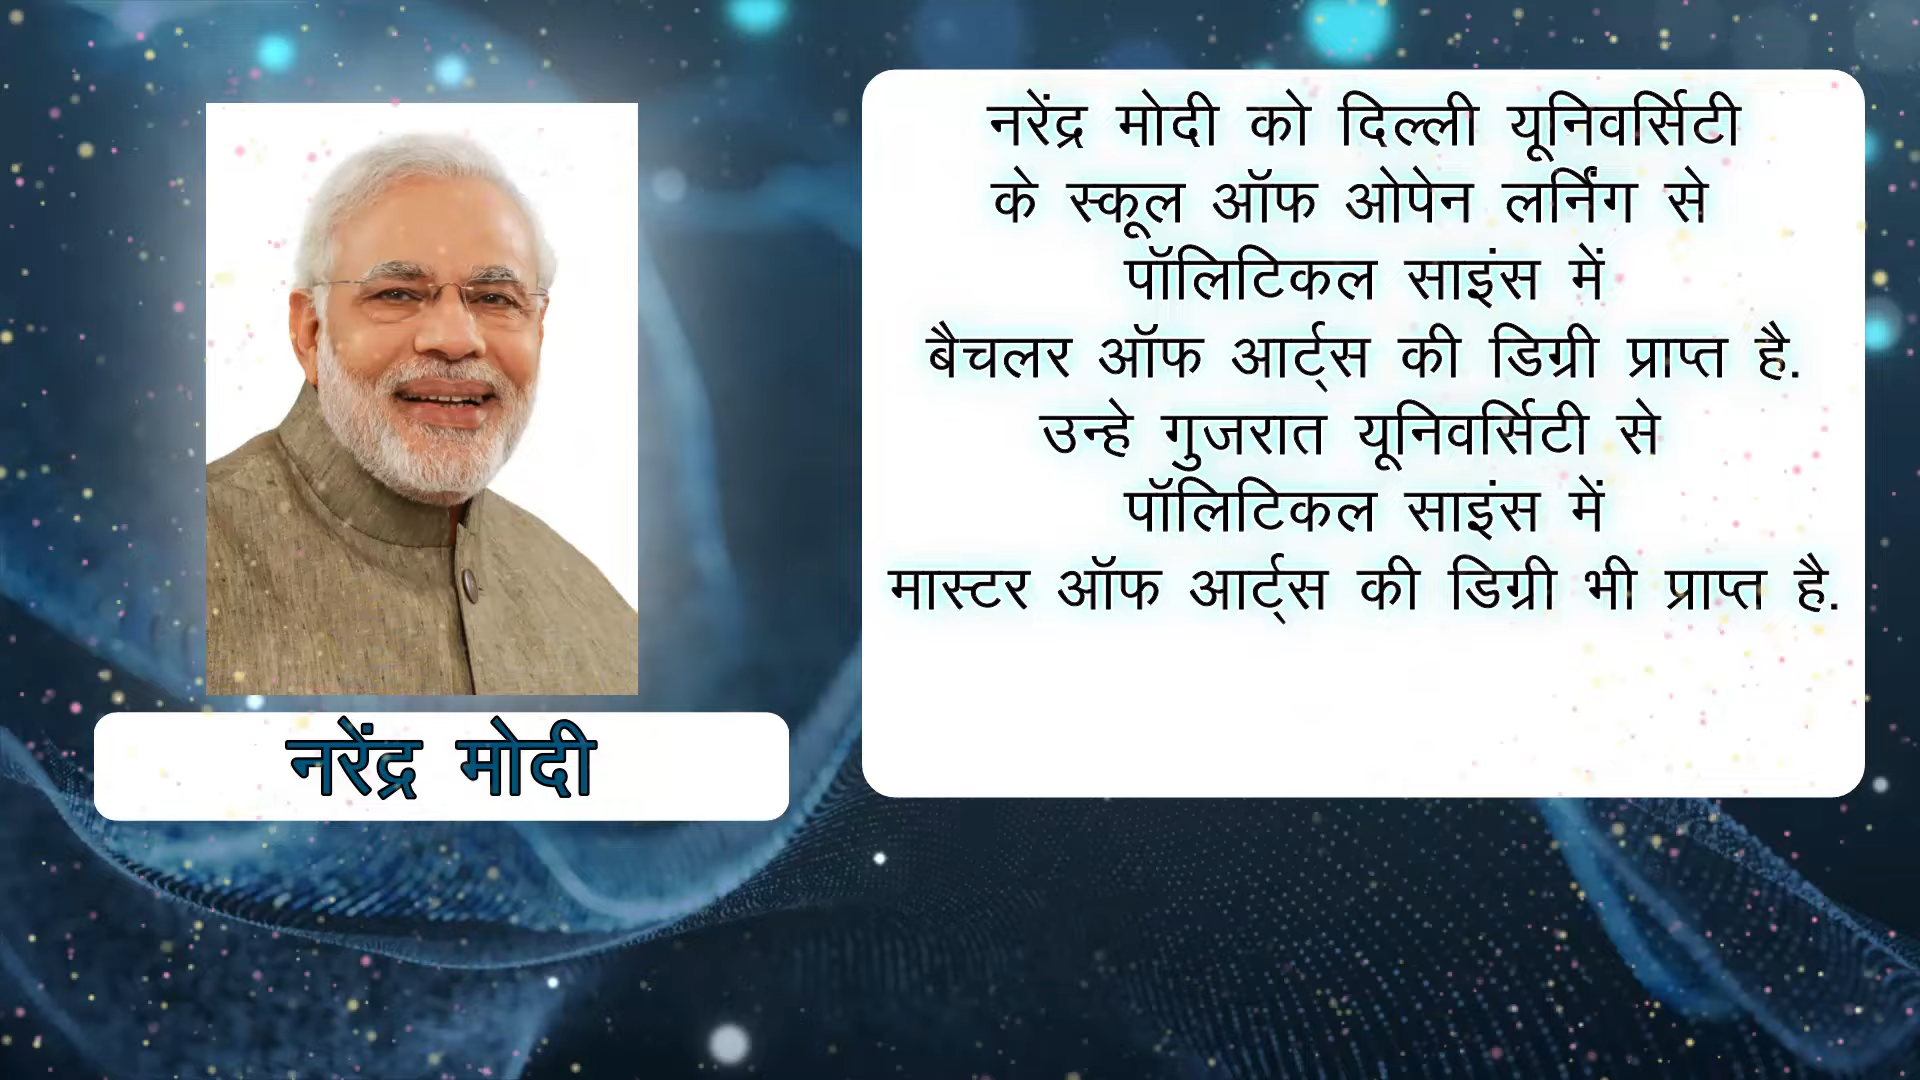 नरेंद्र मोदी को दिल्ली यूनिवर्सिटी
के स्कूल ऑफ ओपेन लर्निंग से
पॉलिटिकल साइंस में
बैचलर ऑफ आर्ट्स की डिग्री प्राप्त है.
उन्हे गुजरात यूनिवर्सिटी से
पॉलिटिकल साइंस में
मास्टर ऑफ आर्ट्स की डिग्री भी प्राप्त है.
नरेंद्र मोदी